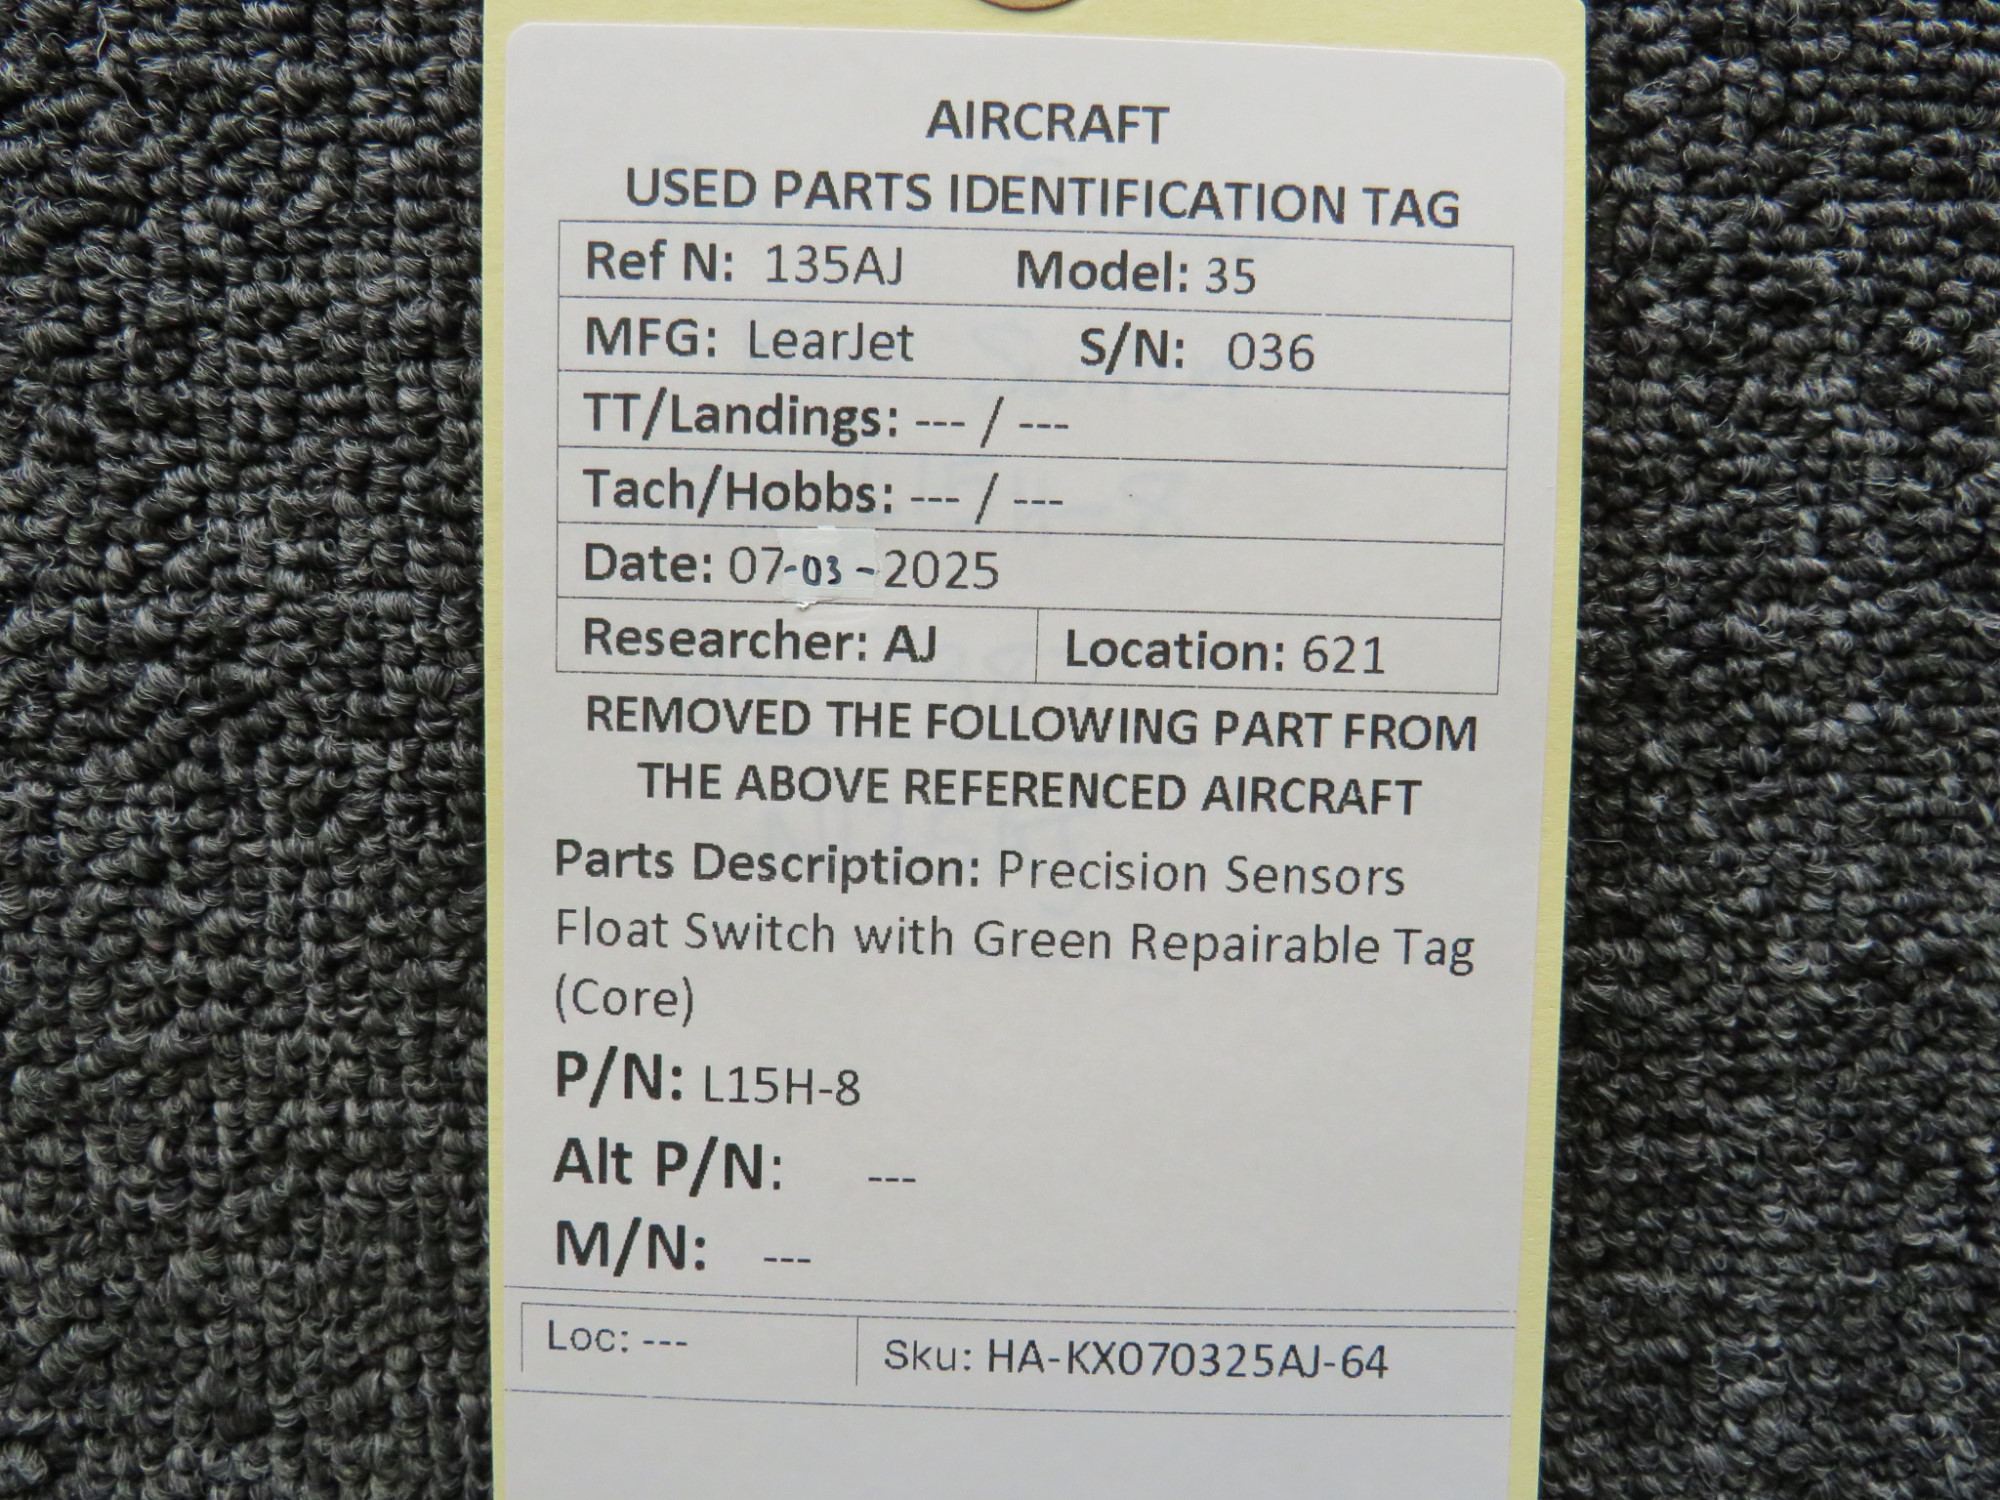 AIRCRAFT
USED PARTS IDENTIFICATION TAG
Ref N: 135AJ Model: 35
MFG: LearJet S/N: 036
TT/Landings: --- / ---
Tach/Hobbs: --- / ---
Date: 07-03-2025
Researcher: AJ Location: 621
REMOVED THE FOLLOWING PART FROM
THE ABOVE REFERENCED AIRCRAFT
Parts Description: Precision Sensors
Float Switch with Green Repairable Tag
(Core)
P/N: L15H-8
Alt P/N: ---
M/N: ---
Loc: --- Sku: HA-KX070325AJ-64